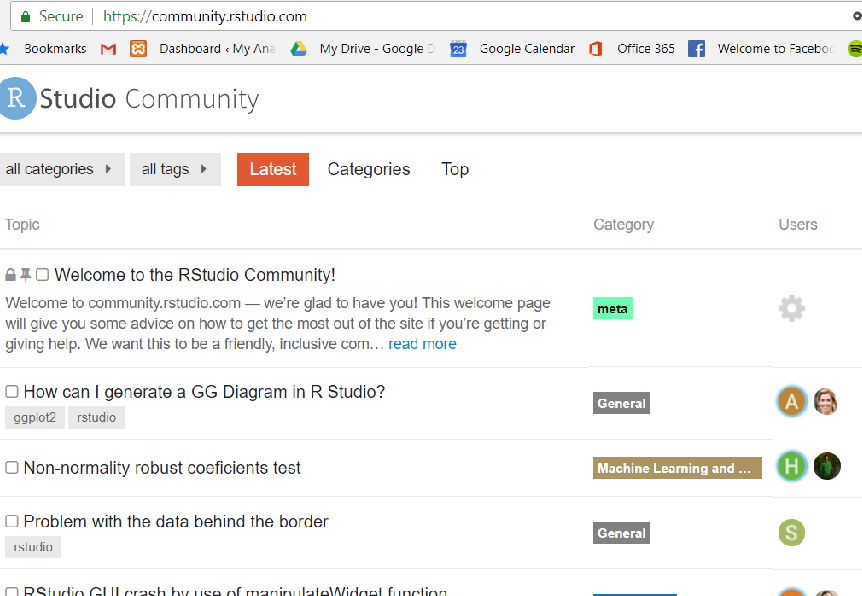 Secure https://community.rstudio.com
Bookmarks Dashboard ‹ My Ana My Drive - Google D 23 Google Calendar Office 365 Welcome to Faceboo
R Studio Community
all categories all tags Latest Categories Top
Topic Category Users
Welcome to the RStudio Community!
Welcome to community.rstudio.com — we're glad to have you! This welcome page
will give you some advice on how to get the most out of the site if you're getting or
giving help. We want this to be a friendly, inclusive com… read more
meta
How can I generate a GG Diagram in R Studio?
ggplot2 rstudio
General
A
Non-normality robust coeficients test
Machine Learning and ...
H
Problem with the data behind the border
rstudio
General
S
RStudio GUI crash by use of manipulateWidget function